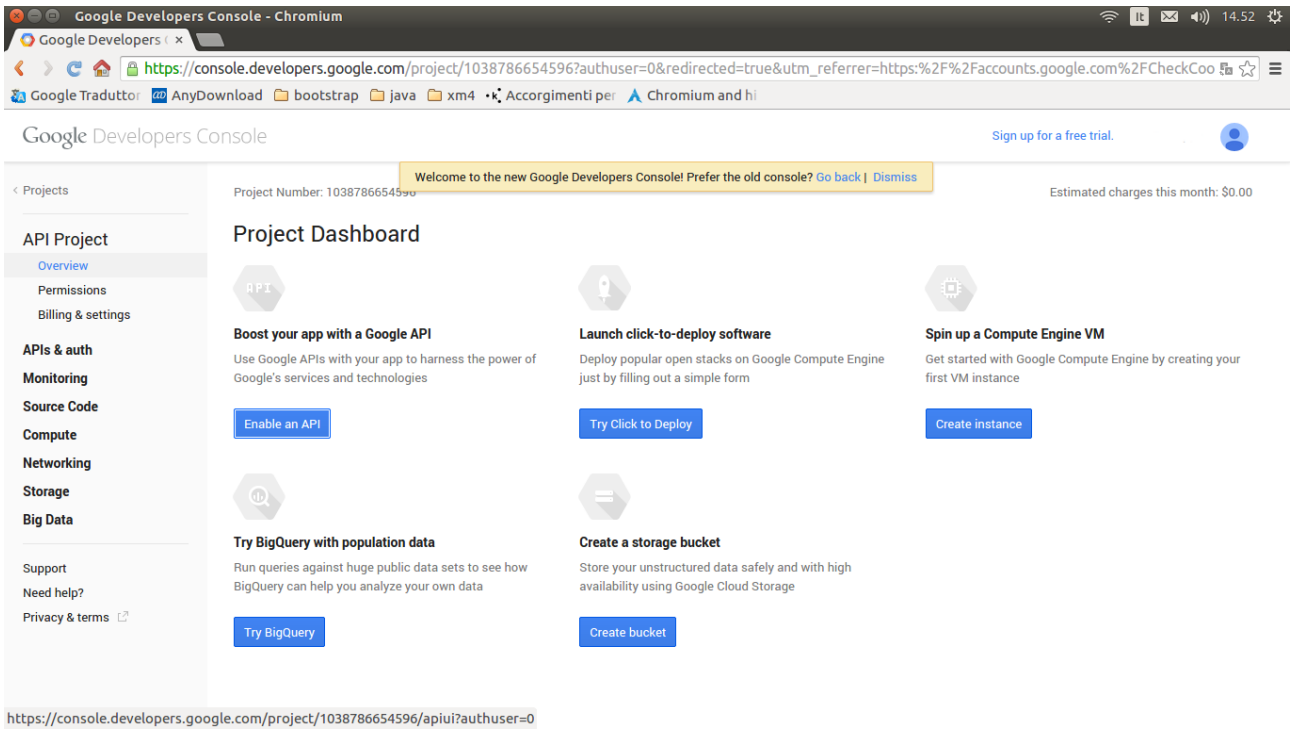 Google Developers Console - Chromium
It
14.52
Google Developers C
https://console.developers.google.com/project/1038786654596?authuser=0&redirected=true&utm_referrer=https:%2F%2Faccounts.google.com%2FCheckCoo
Google Traduttor
AnyDownload
bootstrap
java
xm4
Accorgimenti per
Chromium and hi
Google Developers Console
Sign up for a free trial.
Welcome to the new Google Developers Console! Prefer the old console? Go back | Dismiss
Projects
Project Number: 1038786654596
Estimated charges this month: $0.00
API Project
Overview
Permissions
Billing & settings
APIs & auth
Monitoring
Source Code
Compute
Networking
Storage
Big Data
Support
Need help?
Privacy & terms
Project Dashboard
API
Boost your app with a Google API
Use Google APIs with your app to harness the power of
Google's services and technologies
Enable an API
Launch click-to-deploy software
Deploy popular open stacks on Google Compute Engine
just by filling out a simple form
Try Click to Deploy
Spin up a Compute Engine VM
Get started with Google Compute Engine by creating your
first VM instance
Create instance
Try BigQuery with population data
Run queries against huge public data sets to see how
BigQuery can help you analyze your own data
Try BigQuery
Create a storage bucket
Store your unstructured data safely and with high
availability using Google Cloud Storage
Create bucket
https://console.developers.google.com/project/1038786654596/apiui?authuser=0